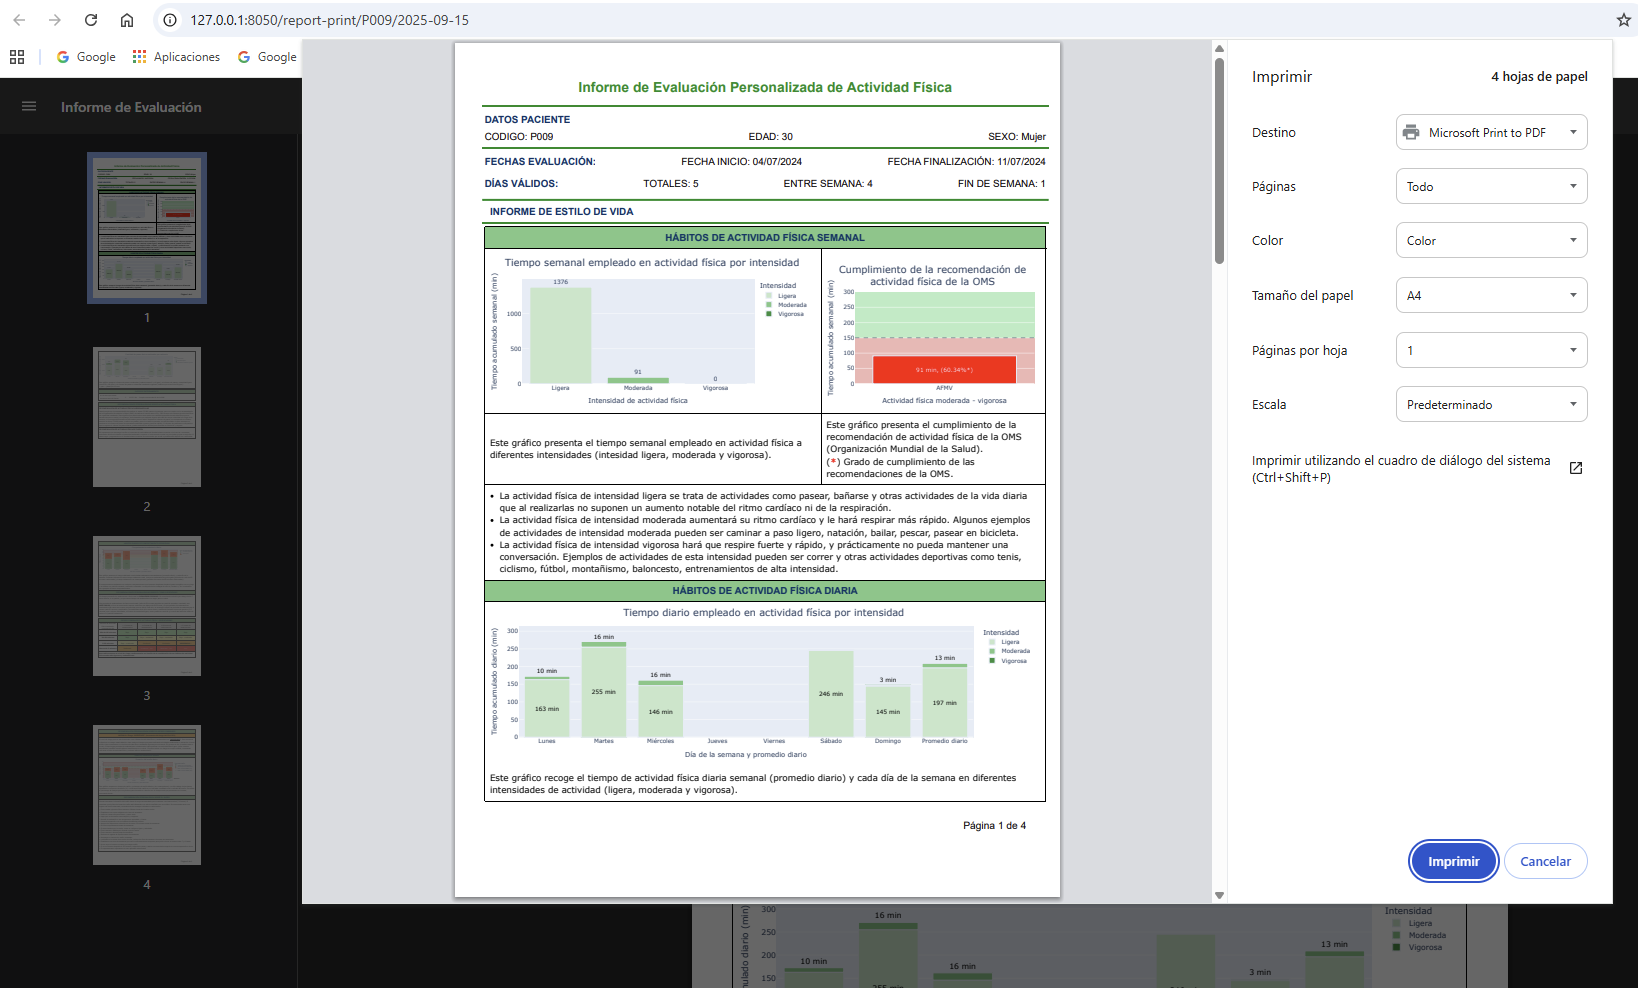 127.0.0.1:8050/report-print/P009/2025-09-15
Google
Aplicaciones
Google
Informe de Evaluación
1
2
3
4
Informe de Evaluación Personalizada de Actividad Física
DATOS PACIENTE
CODIGO: P009 EDAD: 30 SEXO: Mujer
FECHAS EVALUACIÓN: FECHA INICIO: 04/07/2024 FECHA FINALIZACIÓN: 11/07/2024
DÍAS VÁLIDOS: TOTALES: 5 ENTRE SEMANA: 4 FIN DE SEMANA: 1
INFORME DE ESTILO DE VIDA
HÁBITOS DE ACTIVIDAD FÍSICA SEMANAL
Tiempo semanal empleado en actividad física por intensidad
Tiempo acumulado semanal (min)
1000
500
0
1376
91
0
Ligera Moderada Vigorosa
Intensidad de actividad física
Intensidad
Ligera
Moderada
Vigorosa
Cumplimiento de la recomendación de
actividad física de la OMS
Tiempo acumulado semanal (min)
300
250
200
150
100
50
0
91 min, (60.34%*)
AFMV
Actividad física moderada - vigorosa
Este gráfico presenta el tiempo semanal empleado en actividad física a
diferentes intensidades (intesidad ligera, moderada y vigorosa).
Este gráfico presenta el cumplimiento de la
recomendación de actividad física de la OMS
(Organización Mundial de la Salud).
(*) Grado de cumplimiento de las
recomendaciones de la OMS.
• La actividad física de intensidad ligera se trata de actividades como pasear, bañarse y otras actividades de la vida diaria
que al realizarlas no suponen un aumento notable del ritmo cardíaco ni de la respiración.
• La actividad física de intensidad moderada aumentará su ritmo cardíaco y le hará respirar más rápido. Algunos ejemplos
de actividades de intensidad moderada pueden ser caminar a paso ligero, natación, bailar, pescar, pasear en bicicleta.
• La actividad física de intensidad vigorosa hará que respire fuerte y rápido, y prácticamente no pueda mantener una
conversación. Ejemplos de actividades de esta intensidad pueden ser correr y otras actividades deportivas como tenis,
ciclismo, fútbol, montañismo, baloncesto, entrenamientos de alta intensidad.
HÁBITOS DE ACTIVIDAD FÍSICA DIARIA
Tiempo diario empleado en actividad física por intensidad
Tiempo acumulado diario (min)
300
250
200
150
100
50
0
10 min
163 min
16 min
255 min
16 min
146 min
246 min
3 min
145 min
13 min
197 min
Lunes Martes Miércoles Jueves Viernes Sábado Domingo Promedio diario
Día de la semana y promedio diario
Intensidad
Ligera
Moderada
Vigorosa
Este gráfico recoge el tiempo de actividad física diaria semanal (promedio diario) y cada día de la semana en diferentes
intensidades de actividad (ligera, moderada y vigorosa).
Página 1 de 4
Imprimir 4 hojas de papel
Destino Microsoft Print to PDF
Páginas Todo
Color Color
Tamaño del papel A4
Páginas por hoja 1
Escala Predeterminado
Imprimir utilizando el cuadro de diálogo del sistema
(Ctrl+Shift+P)
Imprimir Cancelar
300
250
200
150
10 min
16 min
16 min
3 min
13 min
Intensidad
Ligera
Moderada
Vigorosa